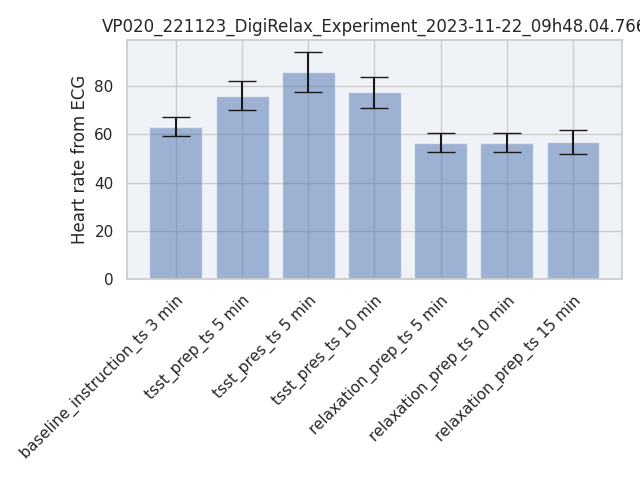 VP020_221123_DigiRelax_Experiment_2023-11-22_09h48.04.766
Heart rate from ECG
80
60
40
20
0
baseline_instruction_ts 3 min
tsst_prep_ts 5 min
tsst_pres_ts 5 min
tsst_pres_ts 10 min
relaxation_prep_ts 5 min
relaxation_prep_ts 10 min
relaxation_prep_ts 15 min